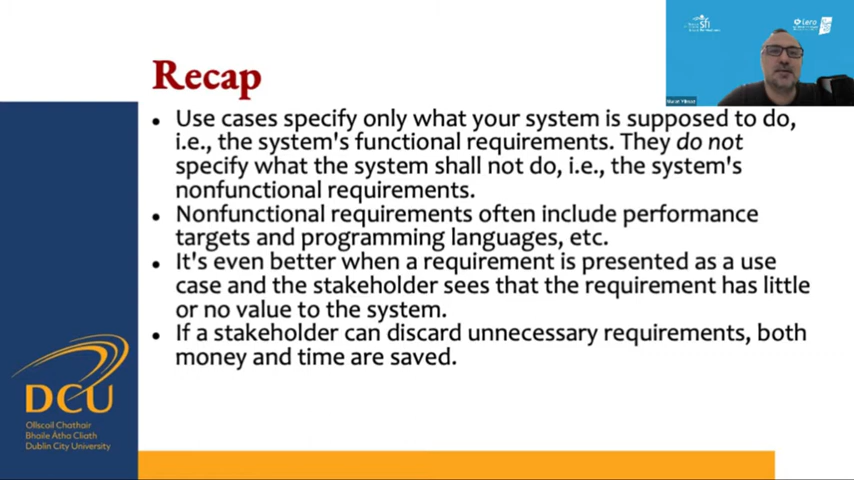 Recap
• Use cases specify only what your system is supposed to do,
i.e., the system's functional requirements. They do not
specify what the system shall not do, i.e., the system's
nonfunctional requirements.
• Nonfunctional requirements often include performance
targets and programming languages, etc.
• It's even better when a requirement is presented as a use
case and the stakeholder sees that the requirement has little
or no value to the system.
• If a stakeholder can discard unnecessary requirements, both
money and time are saved.
DCU
Ollscoil Chathair
Bhaile Átha Cliath
Dublin City University
sfi
Lero